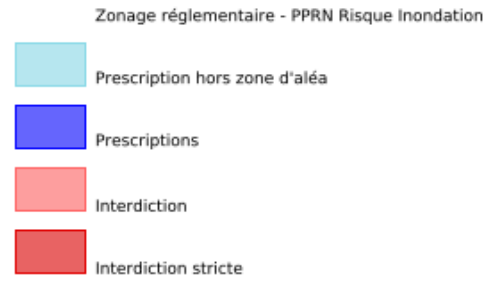 Zonage réglementaire - PPRN Risque Inondation
Prescription hors zone d'aléa
Prescriptions
Interdiction
Interdiction stricte